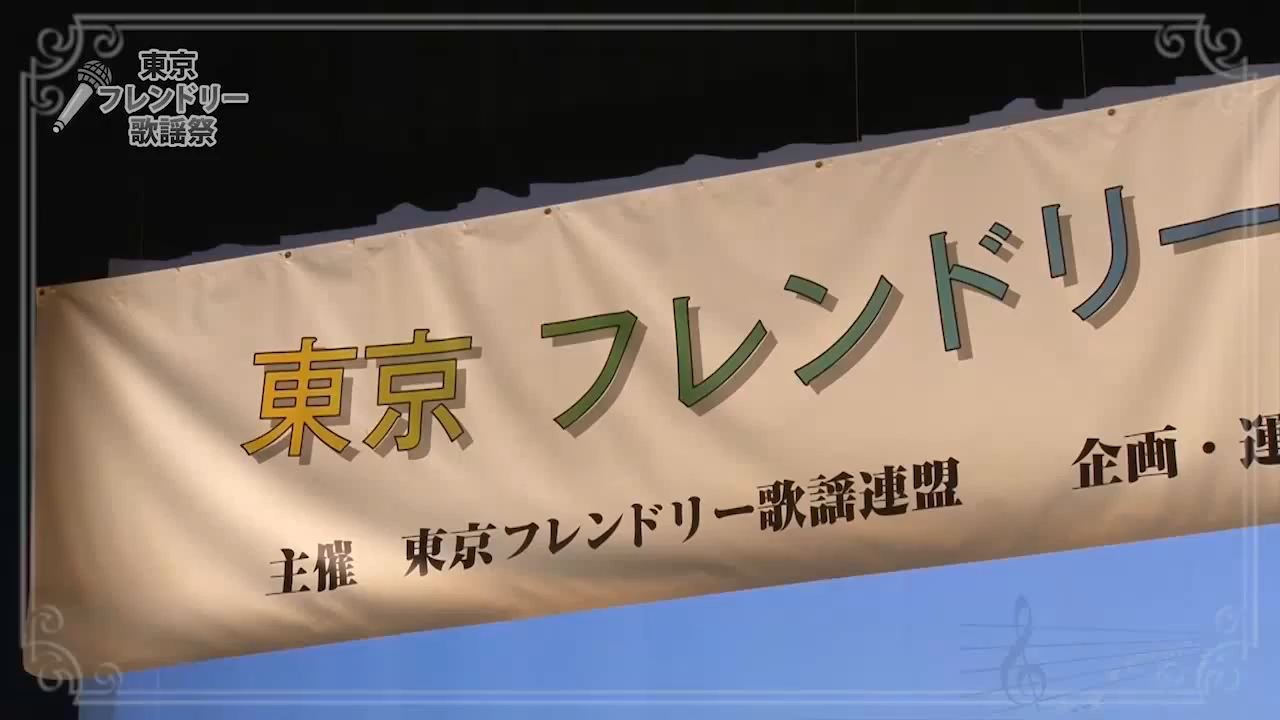 東京
フレンドリー
歌謡祭
東京 フレンドリー
主催 東京フレンドリー歌謡連盟 企画・運